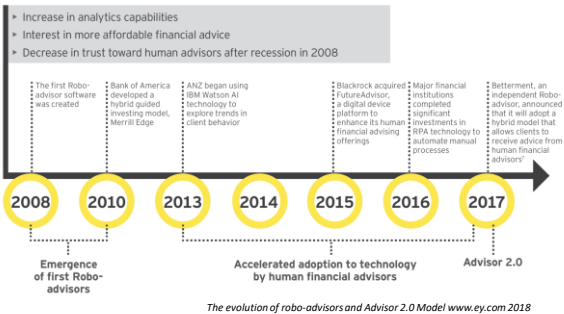 Increase in analytics capabilities
Interest in more affordable financial advice
Decrease in trust toward human advisors after recession in 2008
The first Robo-
advisor software
was created
Bank of America
developed a
hybrid guided
investing model,
Merrill Edge
ANZ began using
IBM Watson AI
technology to
explore trends in
client behavior
Blackrock acquired
FutureAdvisor,
a digital device
platform to
enhance its human
financial advising
offerings
Major financial
institutions
completed
significant
investments in
RPA technology to
automate manual
processes
Betterment, an
independent Robo-
advisor, announced
that it will adopt a
hybrid model that
allows clients to
receive advice from
human financial
advisors⁷
2008
2010
2013
2014
2015
2016
2017
Emergence
of first Robo-
advisors
Accelerated adoption to technology
by human financial advisors
Advisor 2.0
The evolution of robo-advisors and Advisor 2.0 Model www.ey.com 2018